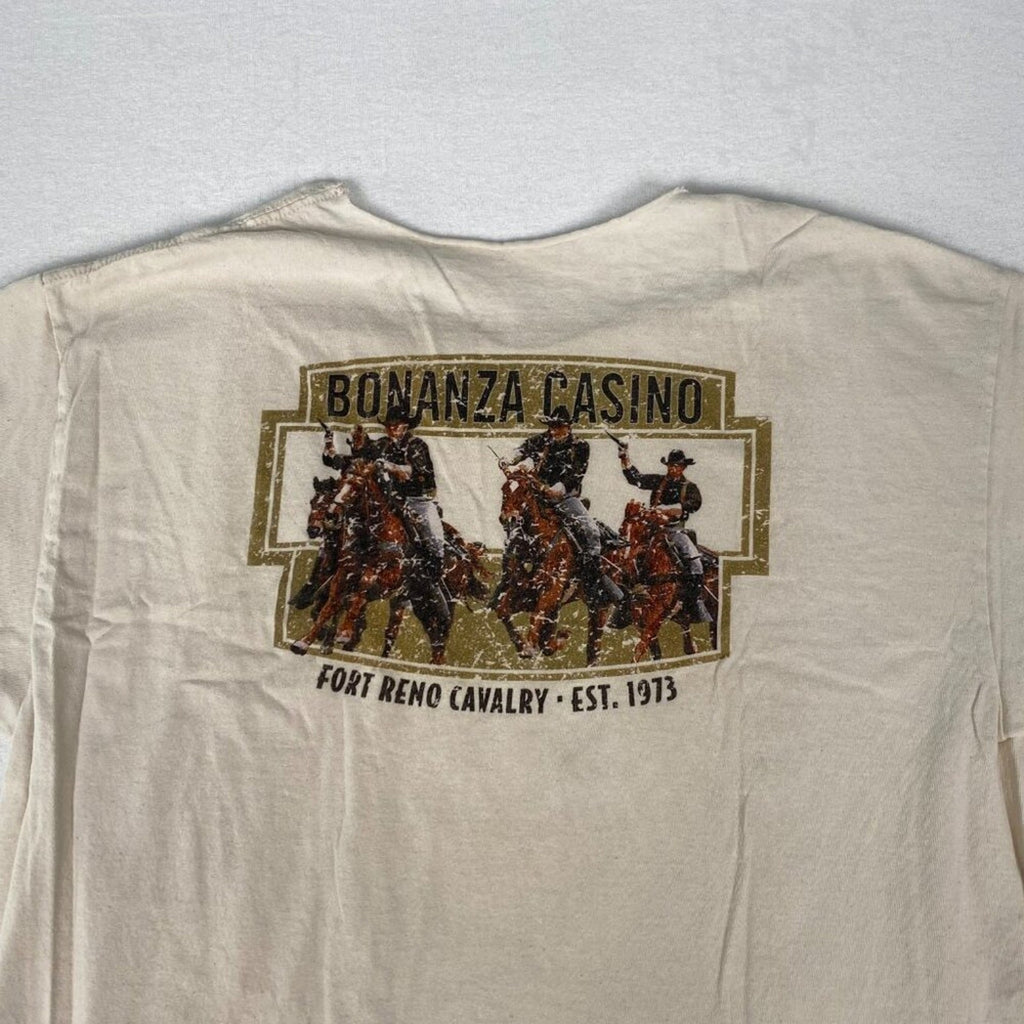 BONANZA CASINO
FORT RENO CAVALRY · EST. 1973